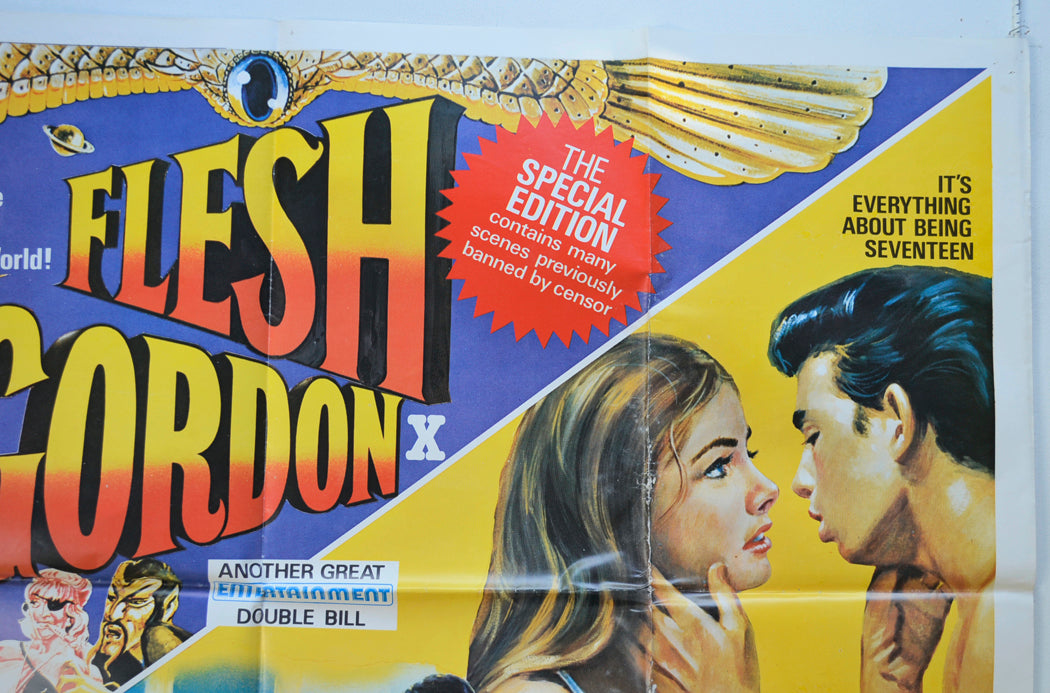 orld!
FLESH
GORDON
X
THE
SPECIAL
EDITION
contains many
scenes previously
banned by censor
IT'S
EVERYTHING
ABOUT BEING
SEVENTEEN
ANOTHER GREAT
ENTERTAINMENT
DOUBLE BILL